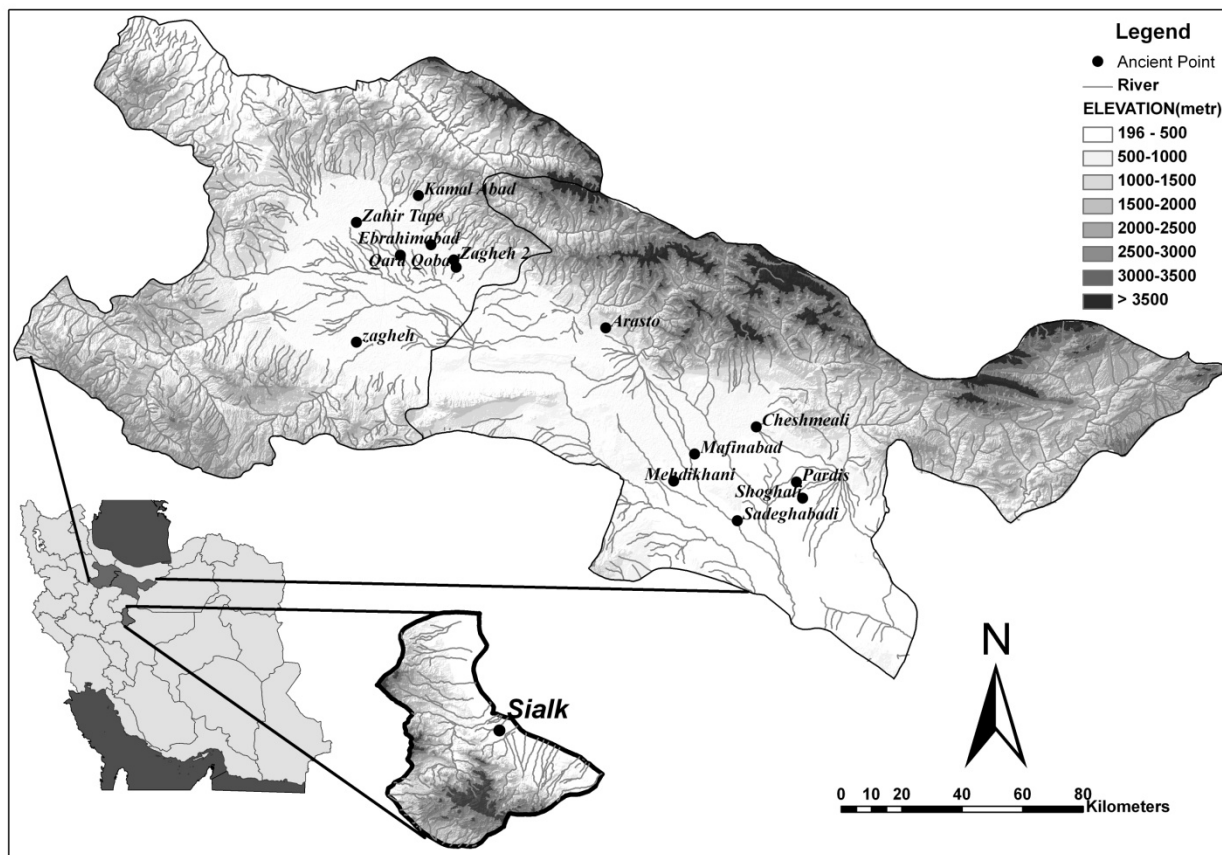 Legend
Ancient Point
River
ELEVATION(metr)
196 - 500
500-1000
1000-1500
1500-2000
2000-2500
2500-3000
3000-3500
> 3500
Kamal Abad
Zahir Tape
Ebrahimabad
Qara Qobad
Zagheh 2
zagheh
Arasto
Cheshmeali
Mafinabad
Mehdikhani
Pardis
Shoghali
Sadeghabadi
Sialk
N
0 10 20 40 60 80
Kilometers